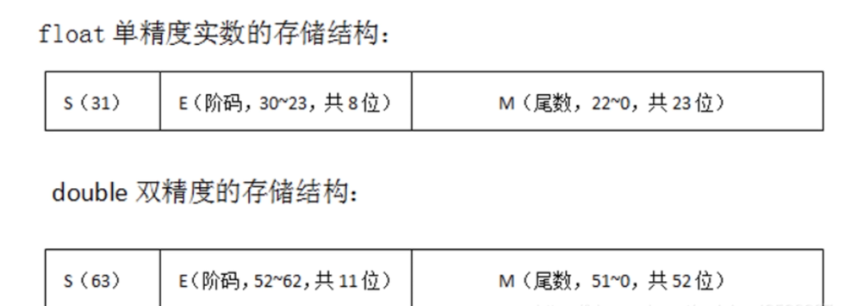 float 单精度实数的存储结构：
S（31） E（阶码，30~23，共 8 位） M（尾数，22~0，共 23 位）
double 双精度的存储结构：
S（63） E（阶码，52~62，共 11 位） M（尾数，51~0，共 52 位）